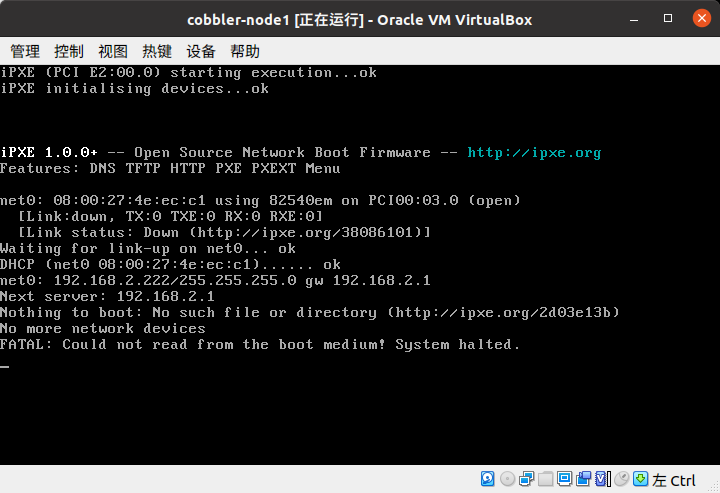 cobbler-node1 [正在运行] - Oracle VM VirtualBox
管理 控制 视图 热键 设备 帮助
iPXE (PCI E2:00.0) starting execution...ok
iPXE initialising devices...ok
iPXE 1.0.0+ -- Open Source Network Boot Firmware -- http://ipxe.org
Features: DNS TFTP HTTP PXE PXEXT Menu
net0: 08:00:27:4e:ec:c1 using 82540em on PCI00:03.0 (open)
[Link:down, TX:0 TXE:0 RX:0 RXE:0]
[Link status: Down (http://ipxe.org/38086101)]
Waiting for link-up on net0... ok
DHCP (net0 08:00:27:4e:ec:c1)...... ok
net0: 192.168.2.222/255.255.255.0 gw 192.168.2.1
Next server: 192.168.2.1
Nothing to boot: No such file or directory (http://ipxe.org/2d03e13b)
No more network devices
FATAL: Could not read from the boot medium! System halted.
左 Ctrl